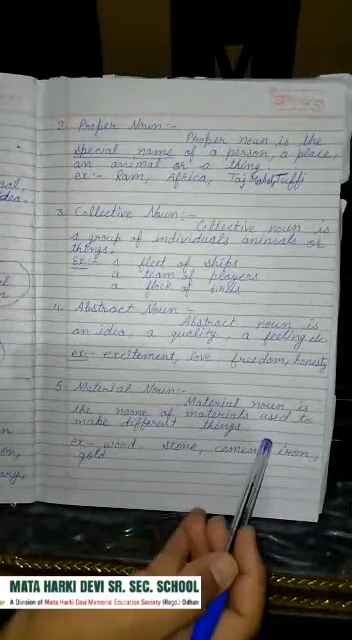 2. Proper Noun:-
Proper noun is the
special name of a person, a place,
an animal or a thing
ex:- Ram, Africa, Taj Mahal, Tuffi
3. Collective Noun:-
Collective noun is
a group of individuals animals or
things.
Ex:- a fleet of ships
a team of players
a flock of birds
4. Abstract Noun:-
Abstract noun is
an idea, a quality, a feeling etc.
ex:- excitement, love, freedom, honesty
5. Material Noun:-
Material noun is
the name of materials used to
make different things
ex:- wood, stone, cement, iron,
gold
MATA HARKI DEVI SR. SEC. SCHOOL
A Division of Mata Harki Devi Memorial Education Society (Regd.) Odhan